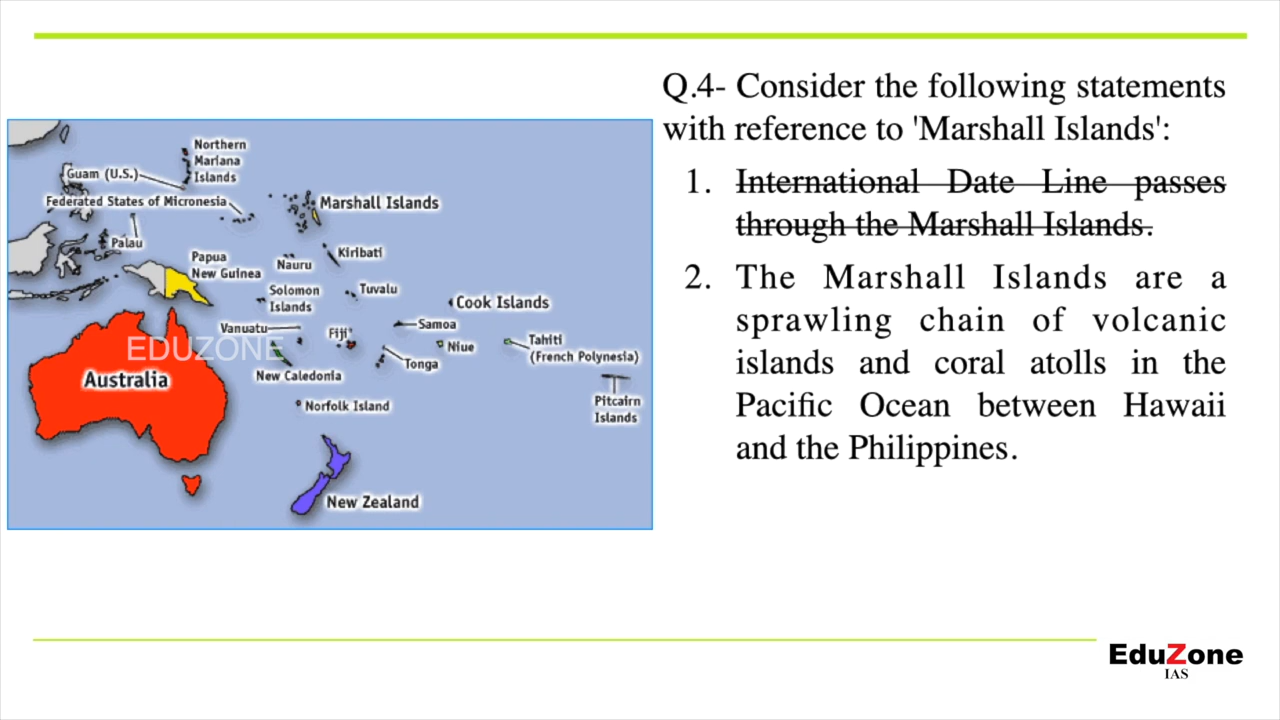 Q.4- Consider the following statements
with reference to 'Marshall Islands':
1. International Date Line passes
through the Marshall Islands.
2. The Marshall Islands are a
sprawling chain of volcanic
islands and coral atolls in the
Pacific Ocean between Hawaii
and the Philippines.
Northern
Mariana
Islands
Guam (U.S.)
Federated States of Micronesia
Marshall Islands
Palau
Papua
New Guinea
Nauru
Kiribati
Solomon
Islands
Tuvalu
Cook Islands
Vanuatu
Fiji
Samoa
Niue
Tahiti
(French Polynesia)
EDUZONE
Tonga
Australia
New Caledonia
Norfolk Island
Pitcairn
Islands
New Zealand
EduZone
IAS